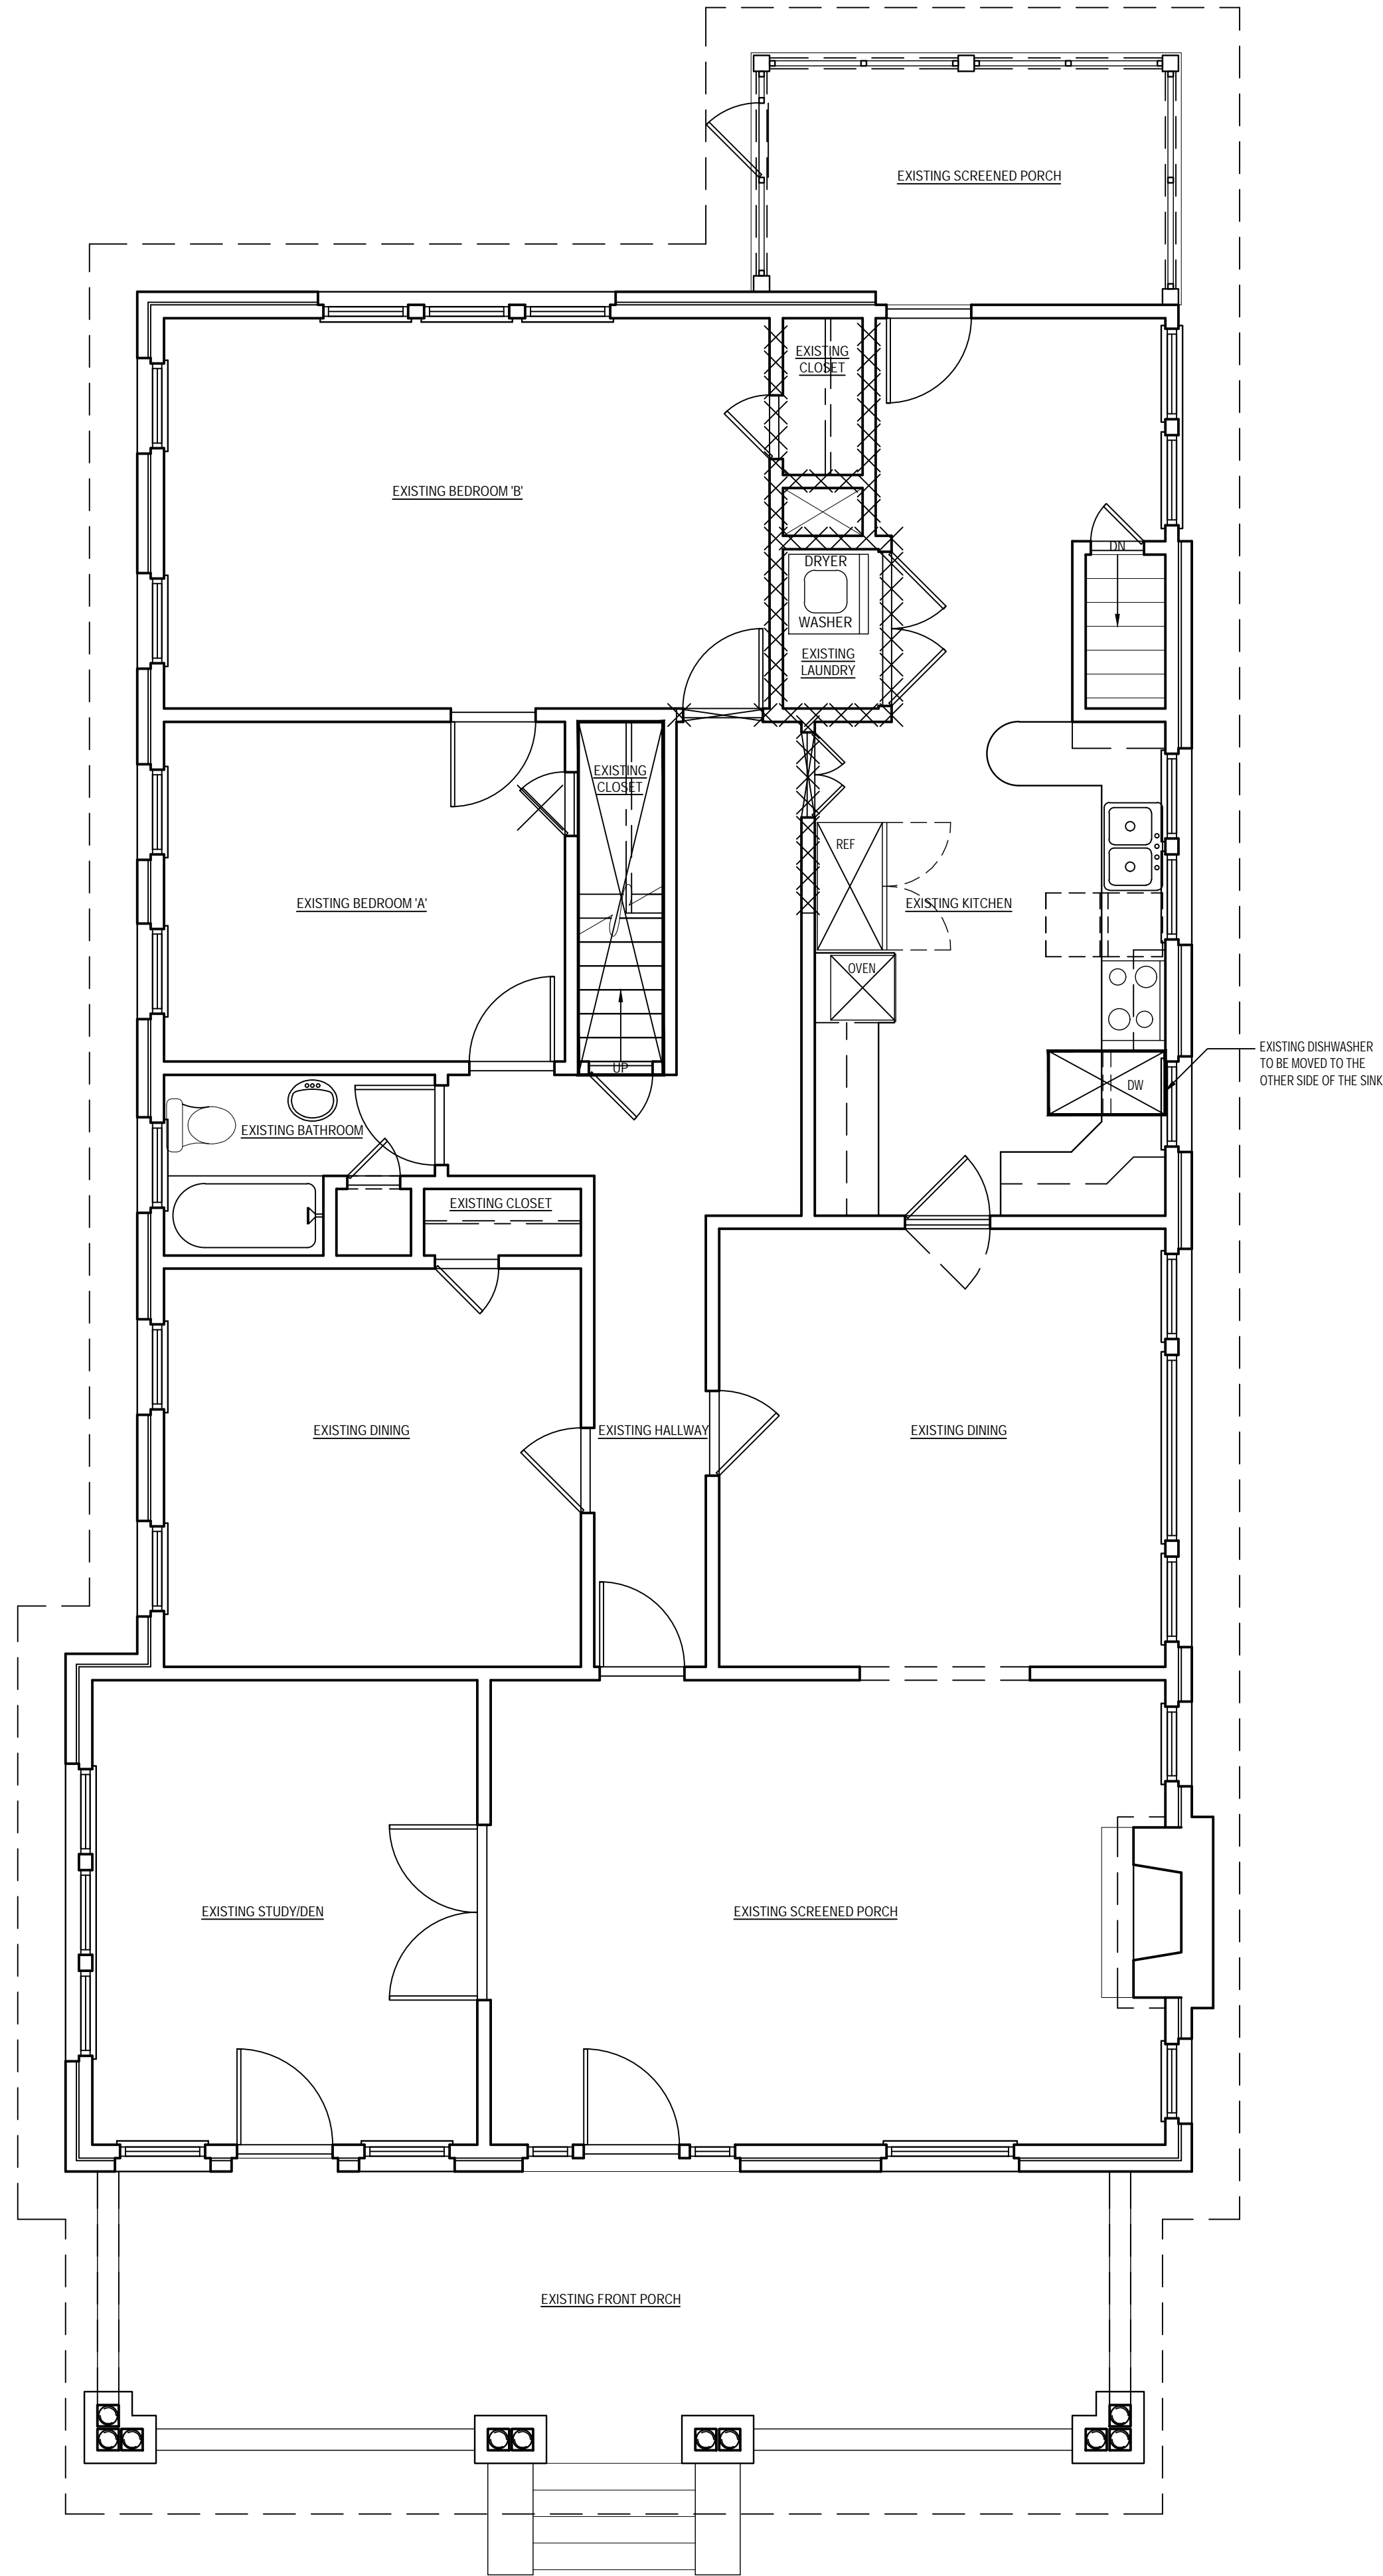 EXISTING SCREENED PORCH
EXISTING
CLOSET
EXISTING BEDROOM 'B'
DN
DRYER
WASHER
EXISTING
LAUNDRY
EXISTING
CLOSET
REF
EXISTING BEDROOM 'A'
EXISTING KITCHEN
OVEN
EXISTING DISHWASHER
TO BE MOVED TO THE
OTHER SIDE OF THE SINK
UP
DW
EXISTING BATHROOM
EXISTING CLOSET
EXISTING DINING
EXISTING HALLWAY
EXISTING DINING
EXISTING STUDY/DEN
EXISTING SCREENED PORCH
EXISTING FRONT PORCH